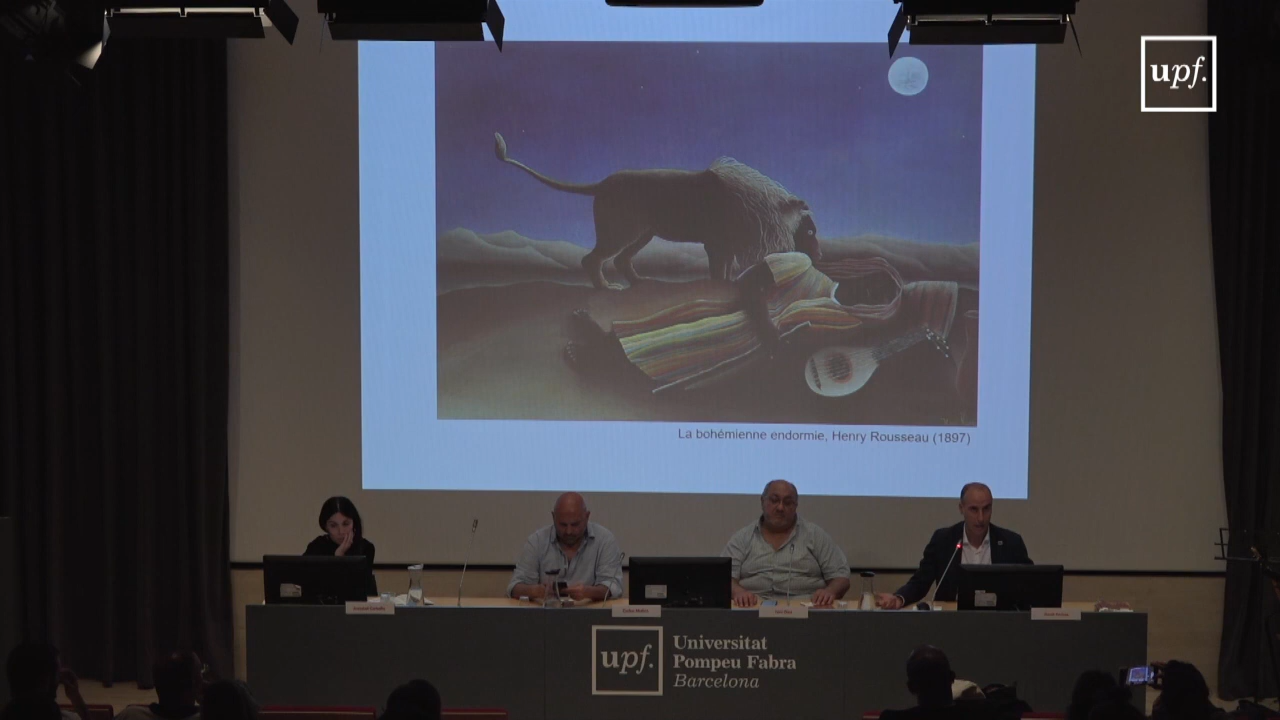 upf.
La bohémienne endormie, Henry Rousseau (1897)
upf.
Universitat
Pompeu Fabra
Barcelona